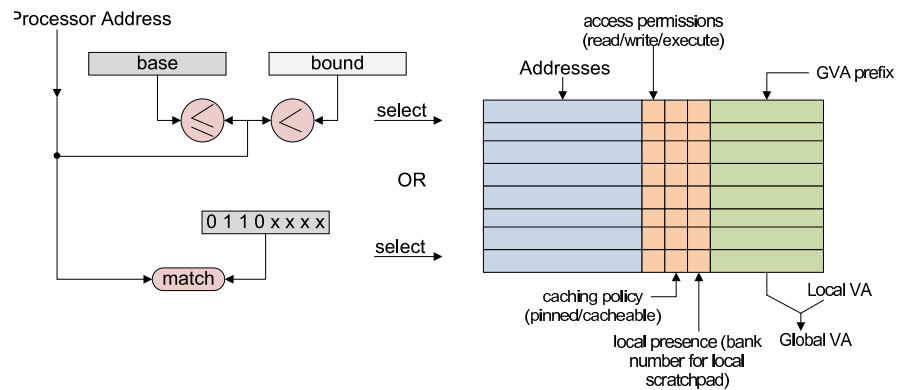 Processor Address
base
bound
≤
<
select
OR
0 1 1 0 x x x x
select
match
access permissions
(read/write/execute)
Addresses
GVA prefix
caching policy
(pinned/cacheable)
local presence (bank
number for local
scratchpad)
Local VA
Global VA